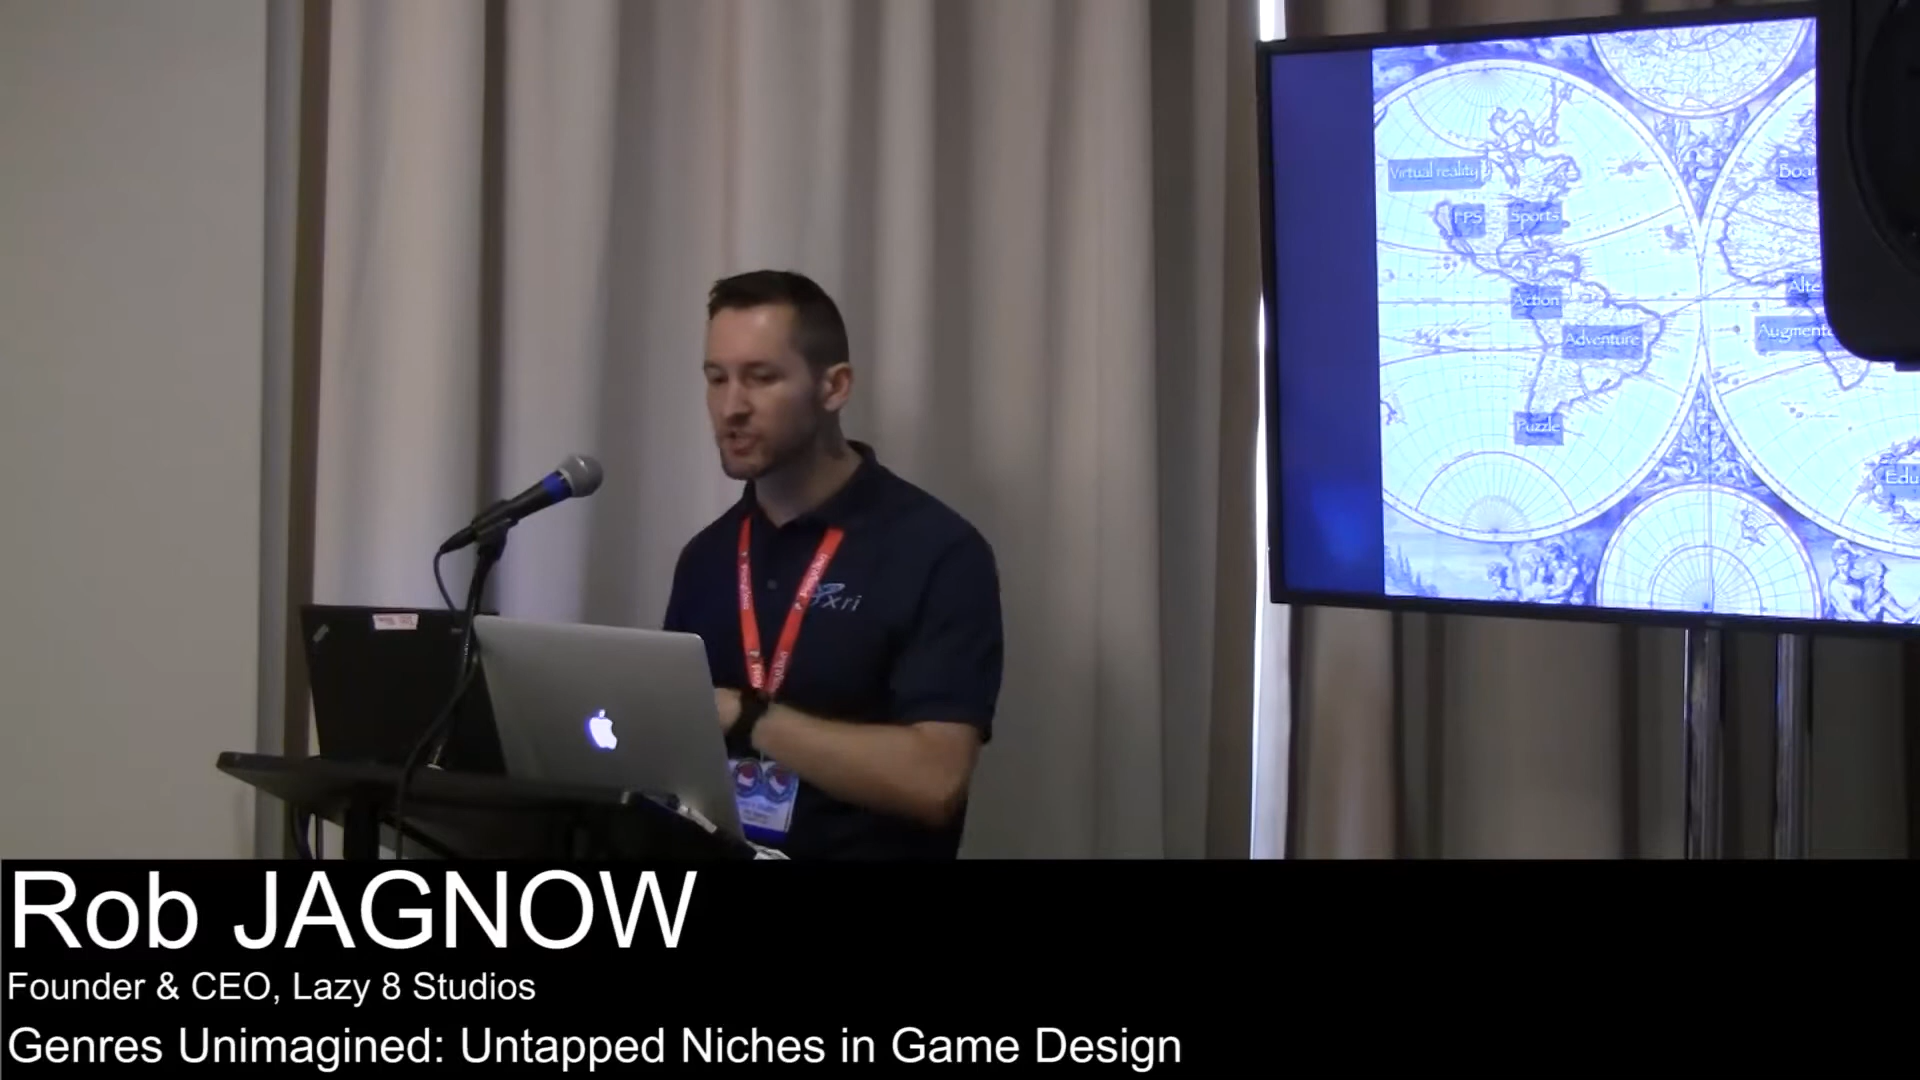 Virtual reality
FPS
Sports
Action
Adventure
Puzzle
xri
Rob JAGNOW
Founder & CEO, Lazy 8 Studios
Genres Unimagined: Untapped Niches in Game Design